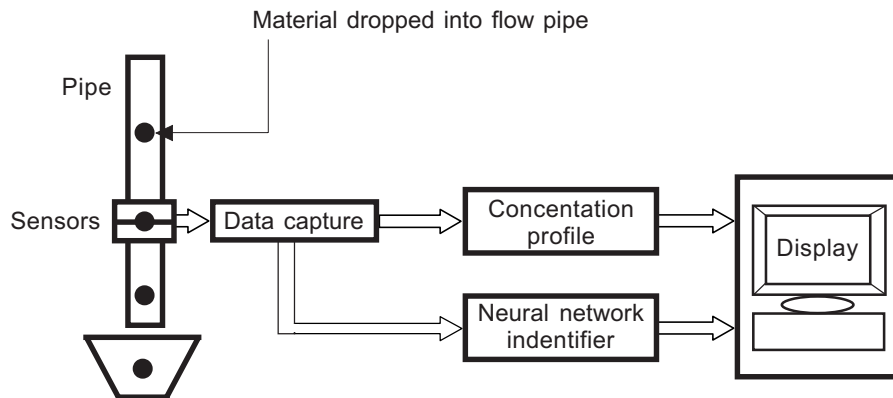 Material dropped into flow pipe
Pipe
Sensors
Data capture
Concentation
profile
Display
Neural network
indentifier